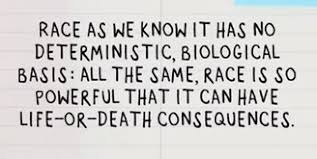 RACE AS WE KNOW IT HAS NO
DETERMINISTIC, BIOLOGICAL
BASIS: ALL THE SAME, RACE IS SO
POWERFUL THAT IT CAN HAVE
LIFE-OR-DEATH CONSEQUENCES.